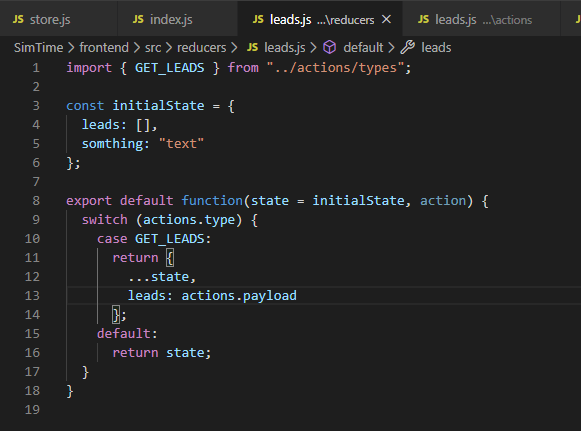 JS store.js JS index.js JS leads.js ...\reducers × JS leads.js ...\actions
SimTime > frontend > src > reducers > JS leads.js > default > leads
1 import { GET_LEADS } from "../actions/types";
2
3 const initialState = {
4   leads: [],
5   somthing: "text"
6 };
7
8 export default function(state = initialState, action) {
9   switch (actions.type) {
10     case GET_LEADS:
11       return {
12         ...state,
13         leads: actions.payload
14       };
15     default:
16       return state;
17   }
18 }
19